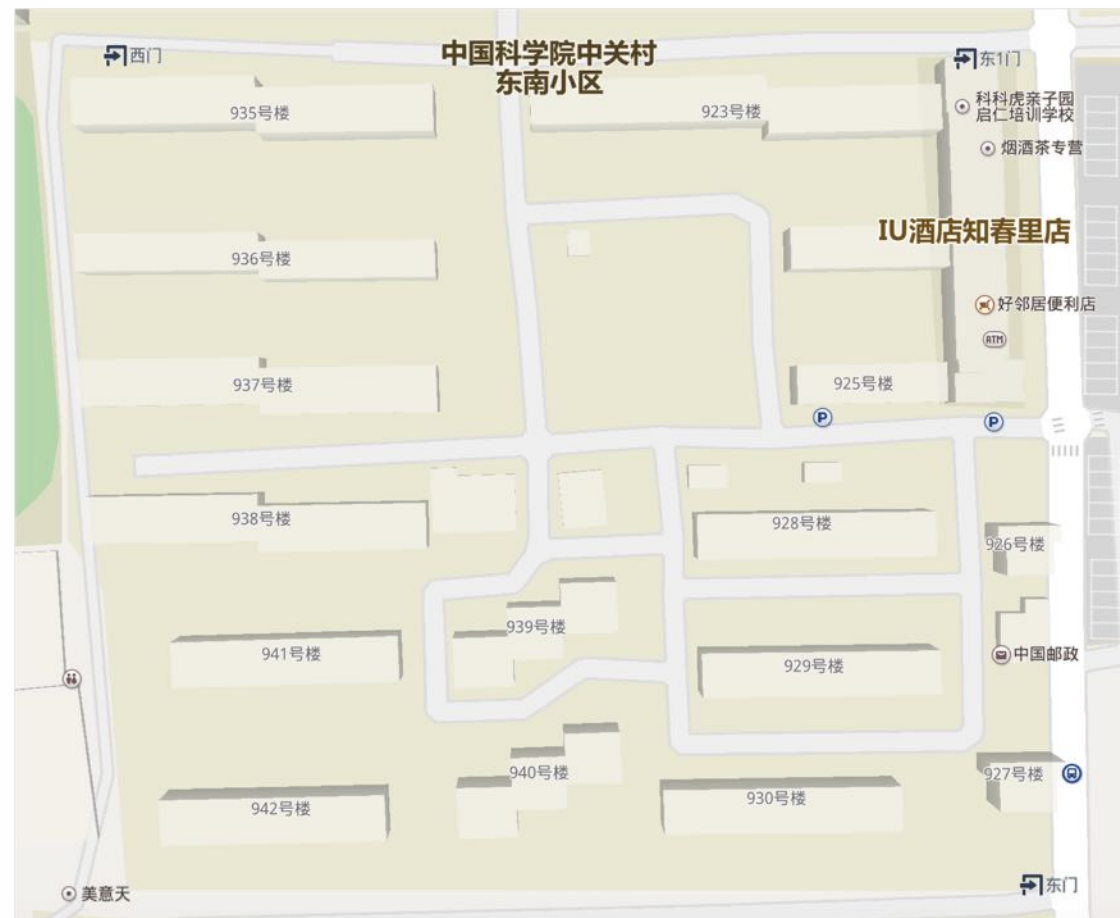 西门
中国科学院中关村
东南小区
东1门
科科虎亲子园
启仁培训学校
935号楼
923号楼
烟酒茶专营
IU酒店知春里店
936号楼
好邻居便利店
ATM
937号楼
925号楼
P
P
938号楼
928号楼
926号楼
939号楼
941号楼
929号楼
中国邮政
940号楼
927号楼
942号楼
930号楼
美意天
东门